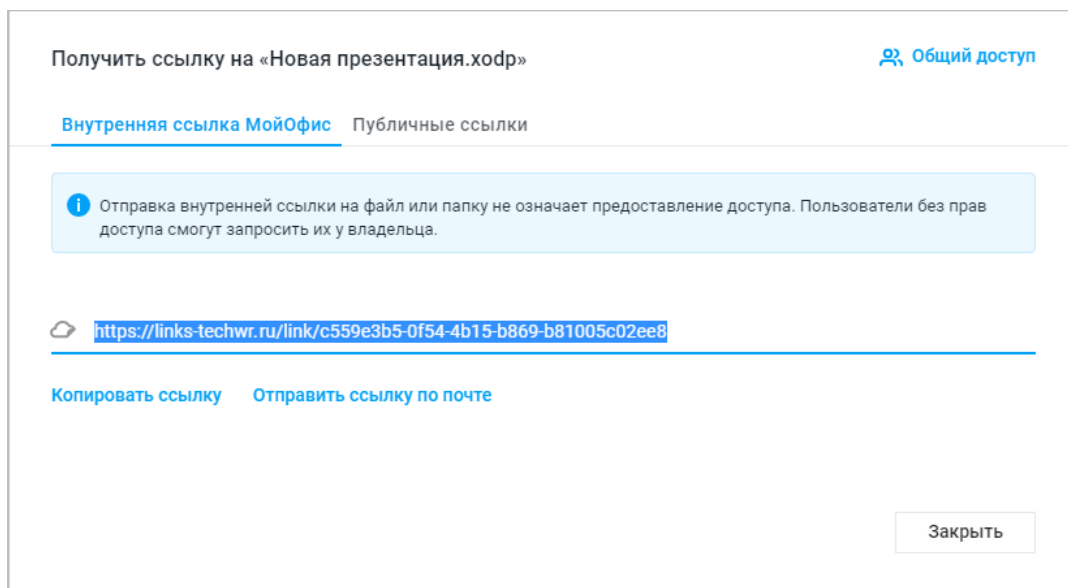 Получить ссылку на «Новая презентация.xodp»
Общий доступ
Внутренняя ссылка МойОфис
Публичные ссылки
Отправка внутренней ссылки на файл или папку не означает предоставление доступа. Пользователи без прав
доступа смогут запросить их у владельца.
https://links-techwr.ru/link/c559e3b5-0f54-4b15-b869-b81005c02ee8
Копировать ссылку
Отправить ссылку по почте
Закрыть